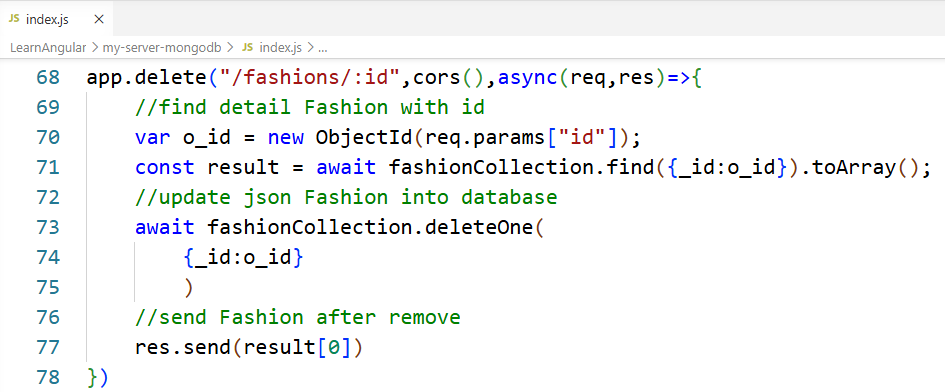 JS index.js ×
LearnAngular > my-server-mongodb > JS index.js > ...
68 app.delete("/fashions/:id",cors(),async(req,res)=>{
69 //find detail Fashion with id
70 var o_id = new ObjectId(req.params["id"]);
71 const result = await fashionCollection.find({_id:o_id}).toArray();
72 //update json Fashion into database
73 await fashionCollection.deleteOne(
74 {_id:o_id}
75 )
76 //send Fashion after remove
77 res.send(result[0])
78 })